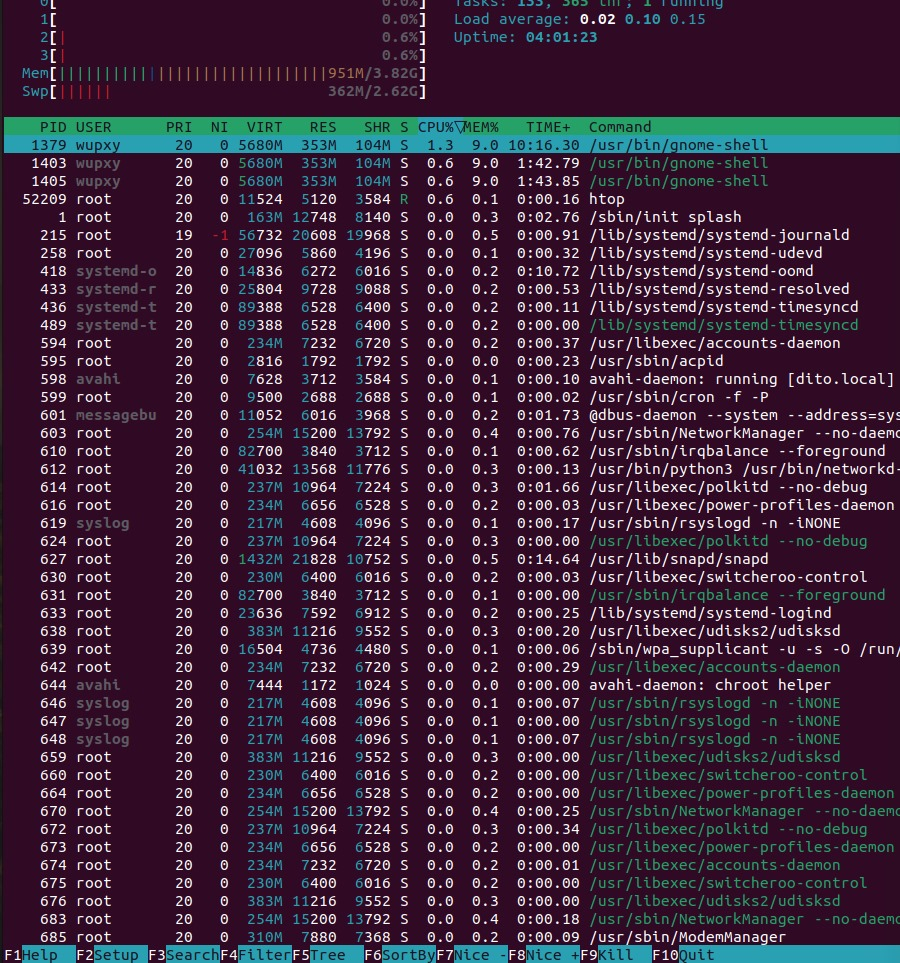 0[ 0.0%] Tasks: 133, 365 thr; 1 running
1[ 0.0%] Load average: 0.02 0.10 0.15
2[| 0.6%] Uptime: 04:01:23
3[| 0.6%]
Mem[|||||||||||||||||||||||||||||951M/3.82G]
Swp[|||||| 362M/2.62G]
PID USER PRI NI VIRT RES SHR S CPU%▽MEM% TIME+ Command
1379 wupxy 20 0 5680M 353M 104M S 1.3 9.0 10:16.30 /usr/bin/gnome-shell
1403 wupxy 20 0 5680M 353M 104M S 0.6 9.0 1:42.79 /usr/bin/gnome-shell
1405 wupxy 20 0 5680M 353M 104M S 0.6 9.0 1:43.85 /usr/bin/gnome-shell
52209 root 20 0 11524 5120 3584 R 0.6 0.1 0:00.16 htop
1 root 20 0 163M 12748 8140 S 0.0 0.3 0:02.76 /sbin/init splash
215 root 19 -1 56732 20608 19968 S 0.0 0.5 0:00.91 /lib/systemd/systemd-journald
258 root 20 0 27096 5860 4196 S 0.0 0.1 0:00.32 /lib/systemd/systemd-udevd
418 systemd-o 20 0 14836 6272 6016 S 0.0 0.2 0:10.72 /lib/systemd/systemd-oomd
433 systemd-r 20 0 25804 9728 9088 S 0.0 0.2 0:00.53 /lib/systemd/systemd-resolved
436 systemd-t 20 0 89388 6528 6400 S 0.0 0.2 0:00.11 /lib/systemd/systemd-timesyncd
489 systemd-t 20 0 89388 6528 6400 S 0.0 0.2 0:00.00 /lib/systemd/systemd-timesyncd
594 root 20 0 234M 7232 6720 S 0.0 0.2 0:00.37 /usr/libexec/accounts-daemon
595 root 20 0 2816 1792 1792 S 0.0 0.0 0:00.23 /usr/sbin/acpid
598 avahi 20 0 7628 3712 3584 S 0.0 0.1 0:00.10 avahi-daemon: running [dito.local]
599 root 20 0 9500 2688 2688 S 0.0 0.1 0:00.02 /usr/sbin/cron -f -P
601 messagebu 20 0 11052 6016 3968 S 0.0 0.2 0:01.73 @dbus-daemon --system --address=sys
603 root 20 0 254M 15200 13792 S 0.0 0.4 0:00.76 /usr/sbin/NetworkManager --no-daemo
610 root 20 0 82700 3840 3712 S 0.0 0.1 0:00.62 /usr/sbin/irqbalance --foreground
612 root 20 0 41032 13568 11776 S 0.0 0.3 0:00.13 /usr/bin/python3 /usr/bin/networkd-
614 root 20 0 237M 10964 7224 S 0.0 0.3 0:01.66 /usr/libexec/polkitd --no-debug
616 root 20 0 234M 6656 6528 S 0.0 0.2 0:00.03 /usr/libexec/power-profiles-daemon
619 syslog 20 0 217M 4608 4096 S 0.0 0.1 0:00.17 /usr/sbin/rsyslogd -n -iNONE
624 root 20 0 237M 10964 7224 S 0.0 0.3 0:00.00 /usr/libexec/polkitd --no-debug
627 root 20 0 1432M 21828 10752 S 0.0 0.5 0:14.64 /usr/lib/snapd/snapd
630 root 20 0 230M 6400 6016 S 0.0 0.2 0:00.03 /usr/libexec/switcheroo-control
631 root 20 0 82700 3840 3712 S 0.0 0.1 0:00.00 /usr/sbin/irqbalance --foreground
633 root 20 0 23636 7592 6912 S 0.0 0.2 0:00.25 /lib/systemd/systemd-logind
638 root 20 0 383M 11216 9552 S 0.0 0.3 0:00.20 /usr/libexec/udisks2/udisksd
639 root 20 0 16504 4736 4480 S 0.0 0.1 0:00.06 /sbin/wpa_supplicant -u -s -O /run/
642 root 20 0 234M 7232 6720 S 0.0 0.2 0:00.29 /usr/libexec/accounts-daemon
644 avahi 20 0 7444 1172 1024 S 0.0 0.0 0:00.00 avahi-daemon: chroot helper
646 syslog 20 0 217M 4608 4096 S 0.0 0.1 0:00.07 /usr/sbin/rsyslogd -n -iNONE
647 syslog 20 0 217M 4608 4096 S 0.0 0.1 0:00.00 /usr/sbin/rsyslogd -n -iNONE
648 syslog 20 0 217M 4608 4096 S 0.0 0.1 0:00.07 /usr/sbin/rsyslogd -n -iNONE
659 root 20 0 383M 11216 9552 S 0.0 0.3 0:00.00 /usr/libexec/udisks2/udisksd
660 root 20 0 230M 6400 6016 S 0.0 0.2 0:00.00 /usr/libexec/switcheroo-control
664 root 20 0 234M 6656 6528 S 0.0 0.2 0:00.00 /usr/libexec/power-profiles-daemon
670 root 20 0 254M 15200 13792 S 0.0 0.4 0:00.25 /usr/sbin/NetworkManager --no-daemo
672 root 20 0 237M 10964 7224 S 0.0 0.3 0:00.34 /usr/libexec/polkitd --no-debug
673 root 20 0 234M 6656 6528 S 0.0 0.2 0:00.00 /usr/libexec/power-profiles-daemon
674 root 20 0 234M 7232 6720 S 0.0 0.2 0:00.01 /usr/libexec/accounts-daemon
675 root 20 0 230M 6400 6016 S 0.0 0.2 0:00.00 /usr/libexec/switcheroo-control
676 root 20 0 383M 11216 9552 S 0.0 0.3 0:00.00 /usr/libexec/udisks2/udisksd
683 root 20 0 254M 15200 13792 S 0.0 0.4 0:00.18 /usr/sbin/NetworkManager --no-daemo
685 root 20 0 310M 7880 7368 S 0.0 0.2 0:00.09 /usr/sbin/ModemManager
F1Help F2Setup F3SearchF4FilterF5Tree F6SortByF7Nice -F8Nice +F9Kill F10Quit